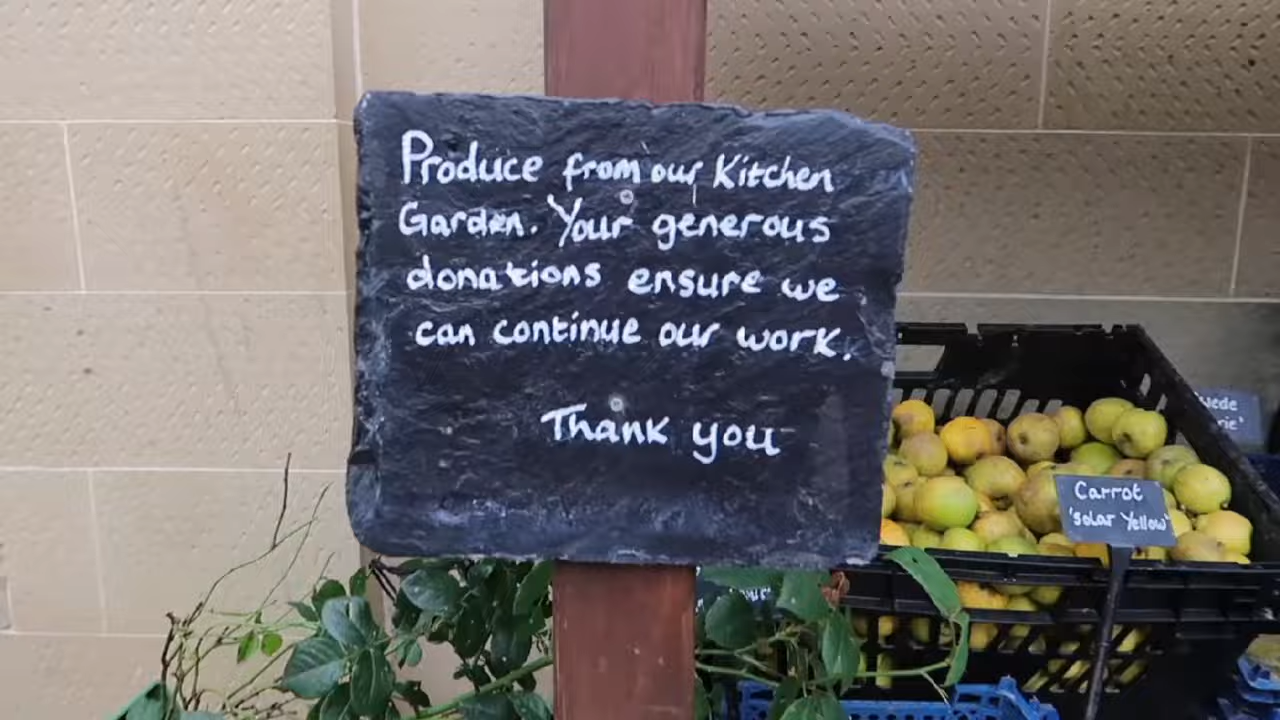 Produce from our Kitchen
Garden. Your generous
donations ensure we
can continue our work.
Thank you
Carrot
'Solar Yellow'